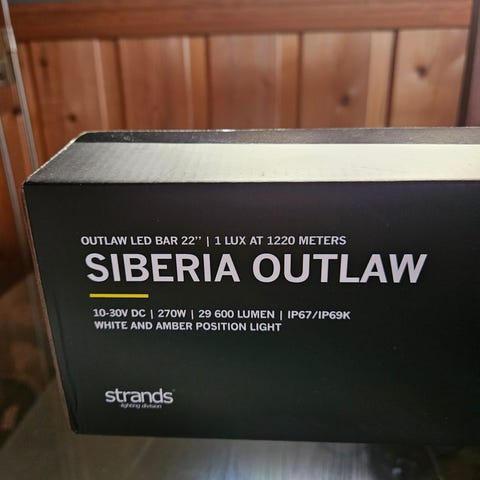 OUTLAW LED BAR 22’’ | 1 LUX AT 1220 METERS
SIBERIA OUTLAW
10-30V DC | 270W | 29 600 LUMEN | IP67/IP69K
WHITE AND AMBER POSITION LIGHT
strands
lighting division